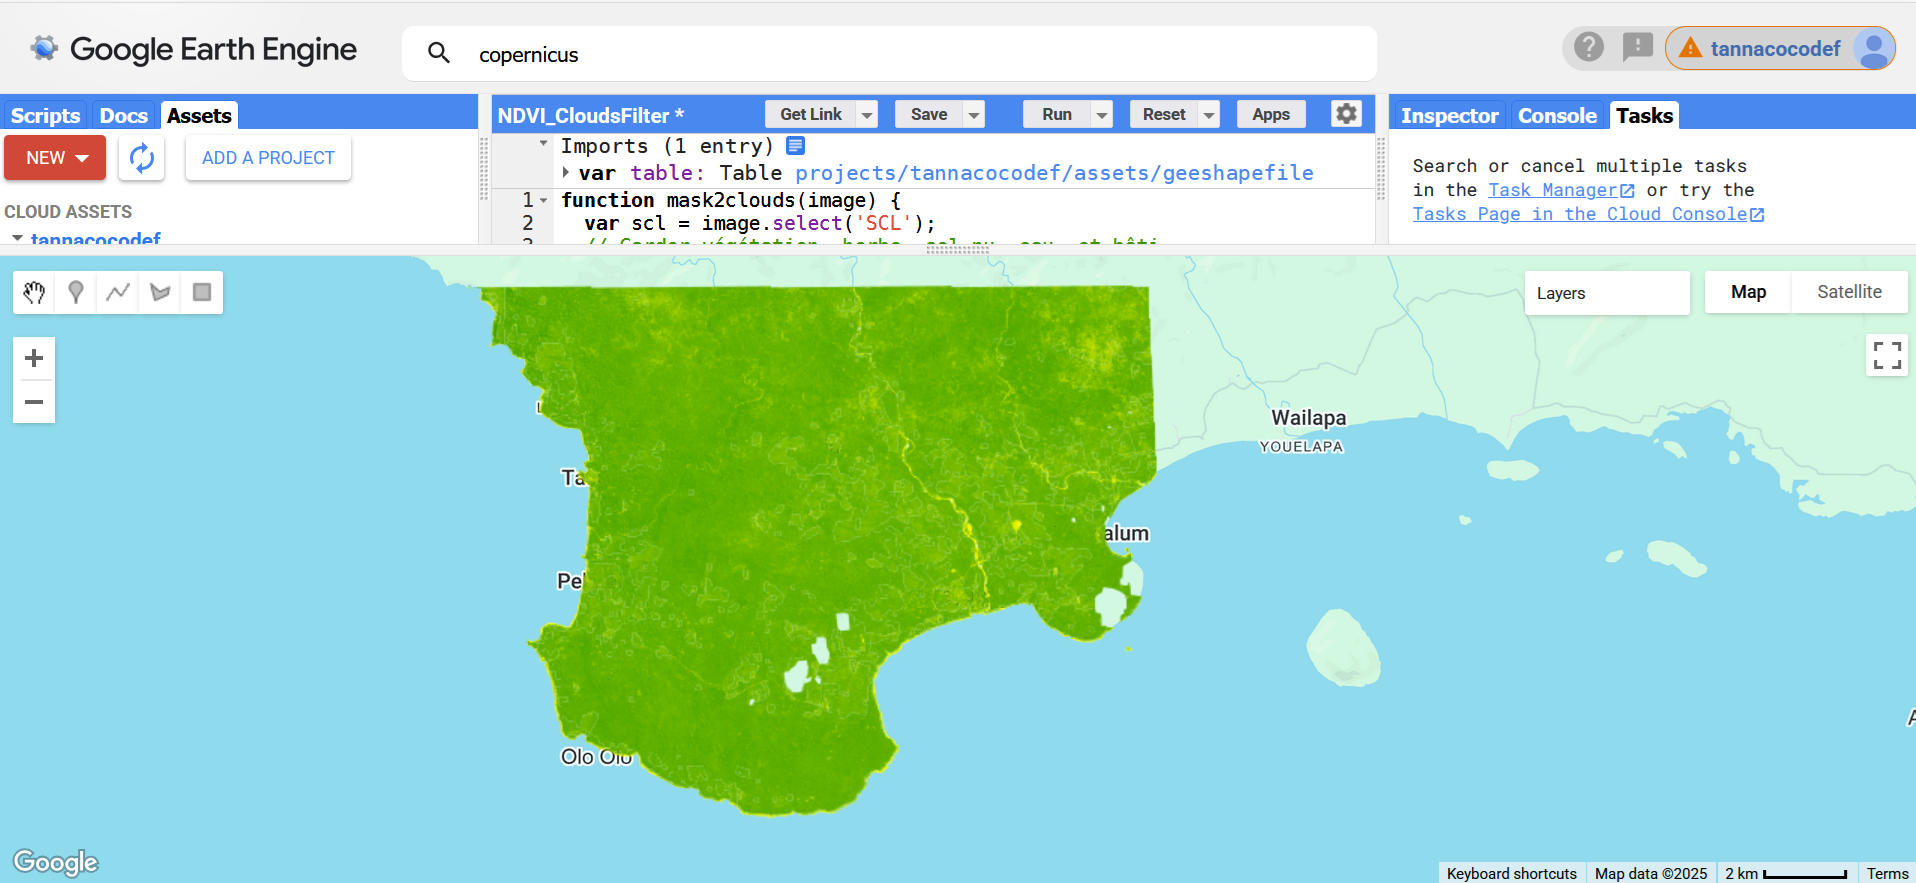 Google Earth Engine
copernicus
tannacocodef
Scripts Docs Assets
NDVI_CloudsFilter *
Get Link Save Run Reset Apps
Inspector Console Tasks
NEW ADD A PROJECT
CLOUD ASSETS
tannacocodef
Imports (1 entry)
var table: Table projects/tannacocodef/assets/geeshapefile
1 function mask2clouds(image) {
2 var scl = image.select('SCL');
Search or cancel multiple tasks
in the Task Manager or try the
Tasks Page in the Cloud Console
Layers
Map Satellite
Wailapa
YOUELAPA
Ta
alum
Pel
Olo Olo
Google
Keyboard shortcuts Map data ©2025 2 km Terms